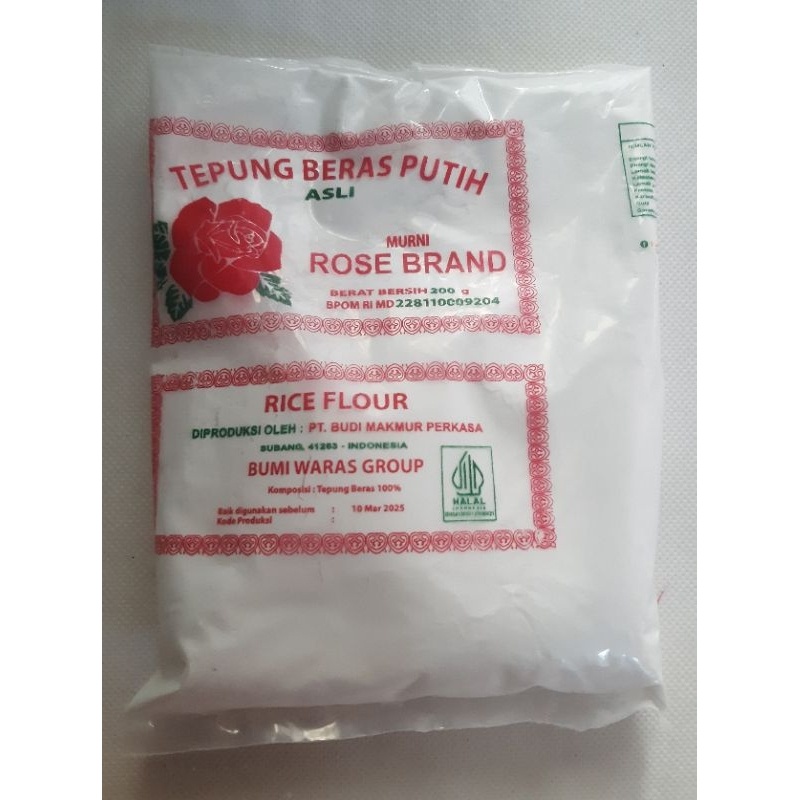 TEPUNG BERAS PUTIH
ASLI
MURNI
ROSE BRAND
BERAT BERSIH 200 g
BPOM RI MD 228110009204
RICE FLOUR
DIPRODUKSI OLEH : PT. BUDI MAKMUR PERKASA
SUBANG, 41263 - INDONESIA
BUMI WARAS GROUP
Komposisi : Tepung Beras 100%
Baik digunakan sebelum : 10 Mar 2025
Kode Produksi :
HALAL
INDONESIA